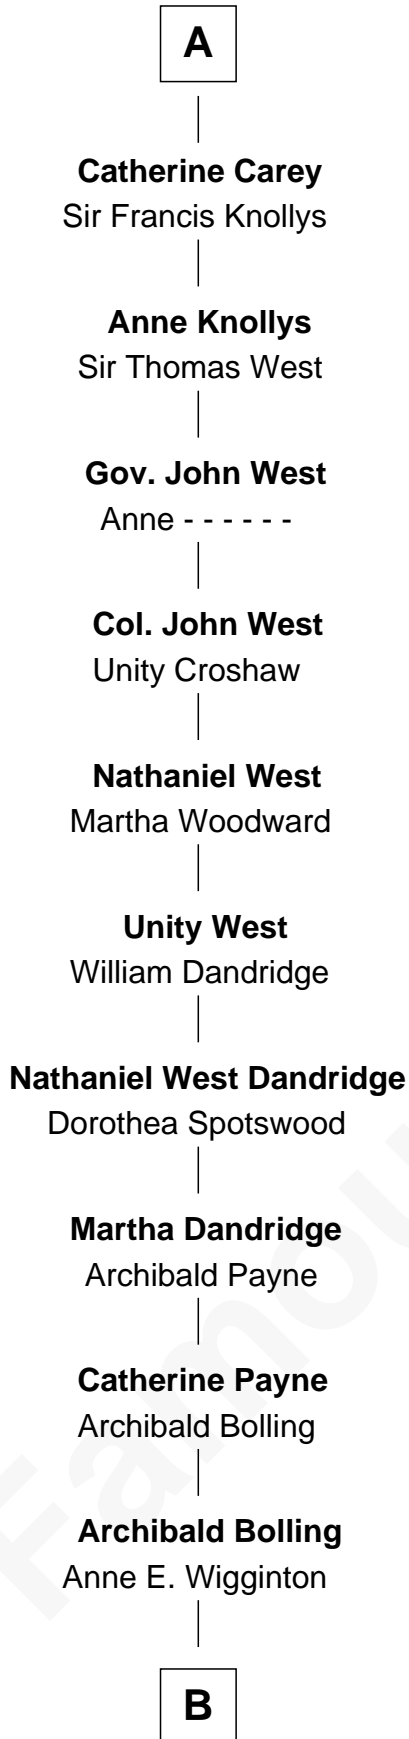 A
Catherine Carey
Sir Francis Knollys
Anne Knollys
Sir Thomas West
Gov. John West
Anne - - - - - -
Col. John West
Unity Croshaw
Nathaniel West
Martha Woodward
Unity West
William Dandridge
Nathaniel West Dandridge
Dorothea Spotswood
Martha Dandridge
Archibald Payne
Catherine Payne
Archibald Bolling
Archibald Bolling
Anne E. Wigginton
B
Famou